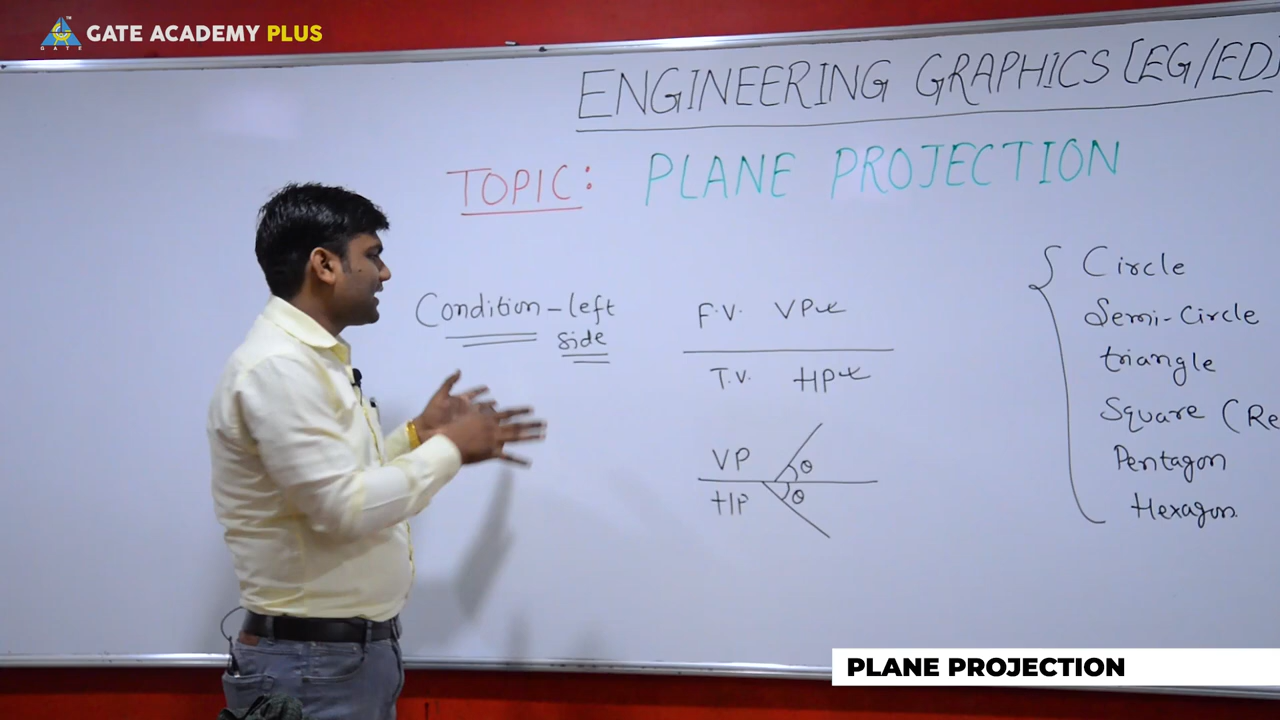 GATE ACADEMY PLUS
GATE
ENGINEERING GRAPHICS [EG/ED]
TOPIC: PLANE PROJECTION
Condition - left
side
F.V. VP
T.V. HP
VP θ
HP θ
Circle
Semi-Circle
triangle
Square (Re
Pentagon
Hexagon.
PLANE PROJECTION